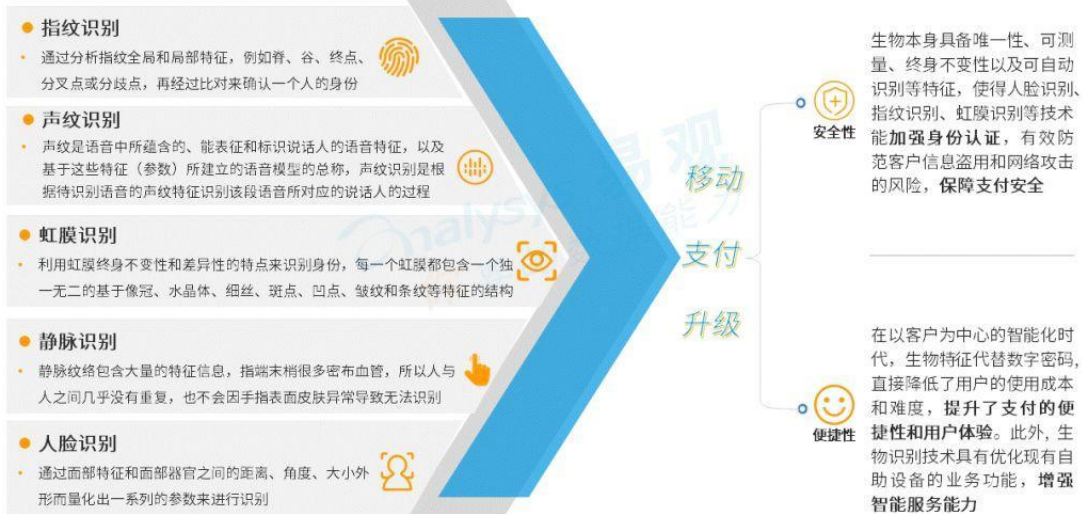 指纹识别
通过分析指纹全局和局部特征，例如脊、谷、终点、
分叉点或分歧点，再经过比对来确认一个人的身份
声纹识别
声纹是语音中所蕴含的、能表征和标识说话人的语音特征，以及
基于这些特征（参数）所建立的语音模型的总称，声纹识别是根
据待识别语音的声纹特征识别该段语音所对应的说话人的过程
虹膜识别
利用虹膜终身不变性和差异性的特点来识别身份，每一个虹膜都包含一个独
一无二的基于像冠、水晶体、细丝、斑点、凹点、皱纹和条纹等特征的结构
静脉识别
静脉纹络包含大量的特征信息，指端末梢很多密布血管，所以人与
人之间几乎没有重复，也不会因手指表面皮肤异常导致无法识别
人脸识别
通过面部特征和面部器官之间的距离、角度、大小外
形而量化出一系列的参数来进行识别
移动
支付
升级
安全性
生物本身具备唯一性、可测
量、终身不变性以及可自动
识别等特征，使得人脸识别、
指纹识别、虹膜识别等技术
能加强身份认证，有效防
范客户信息盗用和网络攻击
的风险，保障支付安全
便捷性
在以客户为中心的智能化时
代，生物特征代替数字密码，
直接降低了用户的使用成本
和难度，提升了支付的便
捷性和用户体验。此外，生
物识别技术具有优化现有自
助设备的业务功能，增强
智能服务能力
易观